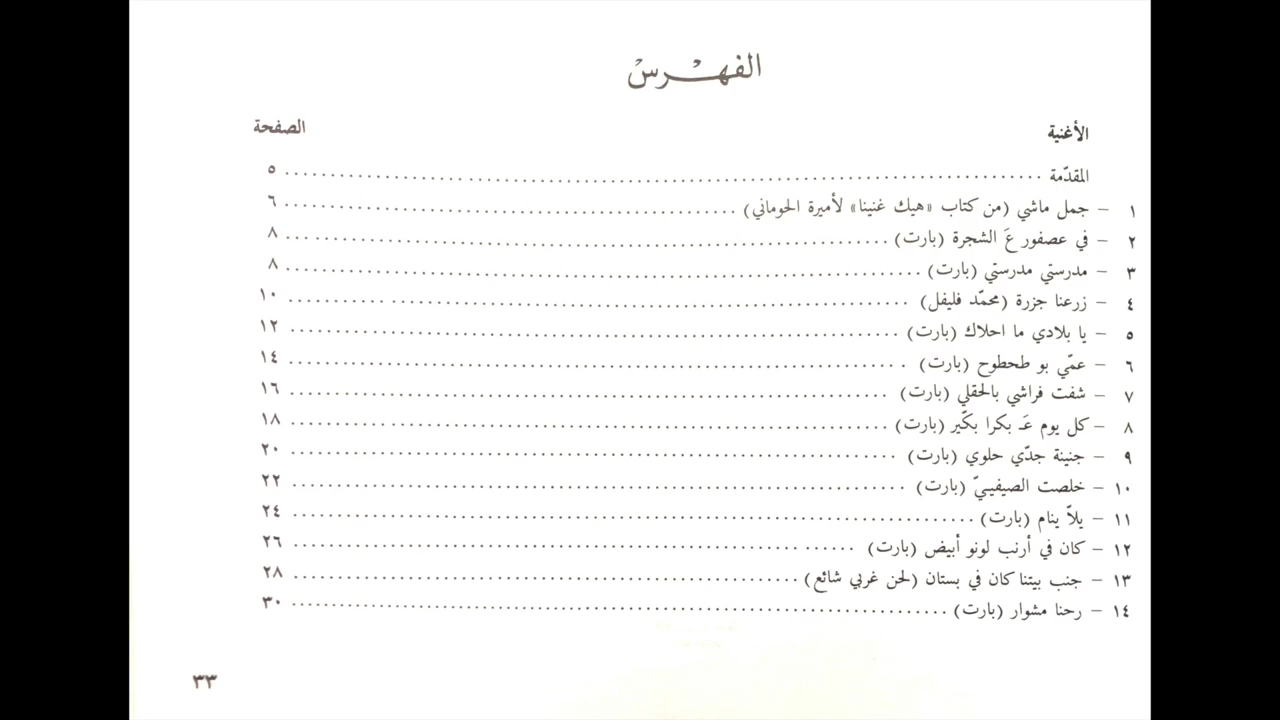 الفهرس
الأغنية الصفحة
المقدّمة ........ ٥
١ - جمل ماشي (من كتاب «هيك غنينا» لأميرة الحوماني) ........ ٦
٢ - في عصفور عَ الشجرة (بارت) ........ ٨
٣ - مدرستي مدرستي (بارت) ........ ٨
٤ - زرعنا جزرة (محمّد فليفل) ........ ١٠
٥ - يا بلادي ما احلاك (بارت) ........ ١٢
٦ - عمّي بو طحطوح (بارت) ........ ١٤
٧ - شفت فراشي بالحقلي (بارت) ........ ١٦
٨ - كل يوم عَـ بكرا بكّير (بارت) ........ ١٨
٩ - جنينة جدّي حلوي (بارت) ........ ٢٠
١٠ - خلصت الصيفيّ (بارت) ........ ٢٢
١١ - يلاّ ينام (بارت) ........ ٢٤
١٢ - كان في أرنب لونو أبيض (بارت) ........ ٢٦
١٣ - جنب بيتنا كان في بستان (لحن غربي شائع) ........ ٢٨
١٤ - رحنا مشوار (بارت) ........ ٣٠
٣٣